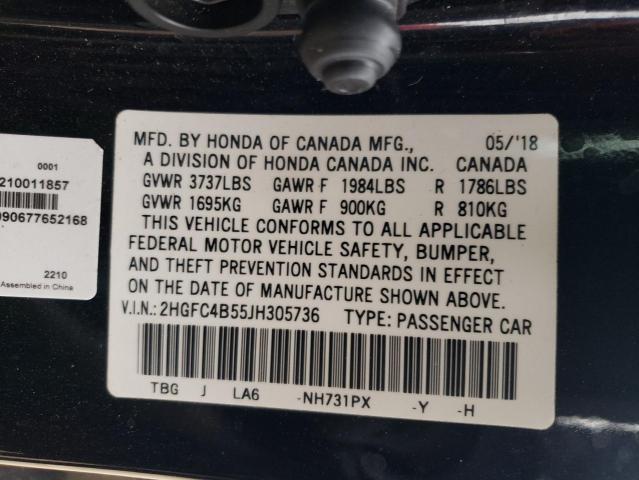 MFD. BY HONDA OF CANADA MFG., 05/'18
A DIVISION OF HONDA CANADA INC. CANADA
GVWR 3737LBS GAWR F 1984LBS R 1786LBS
GVWR 1695KG GAWR F 900KG R 810KG
THIS VEHICLE CONFORMS TO ALL APPLICABLE
FEDERAL MOTOR VEHICLE SAFETY, BUMPER,
AND THEFT PREVENTION STANDARDS IN EFFECT
ON THE DATE OF MANUFACTURE SHOWN ABOVE.
V.I.N.: 2HGFC4B55JH305736 TYPE: PASSENGER CAR
TBG J LA6 -NH731PX -Y -H
0001
210011857
090677652168
2210
Assembled in China